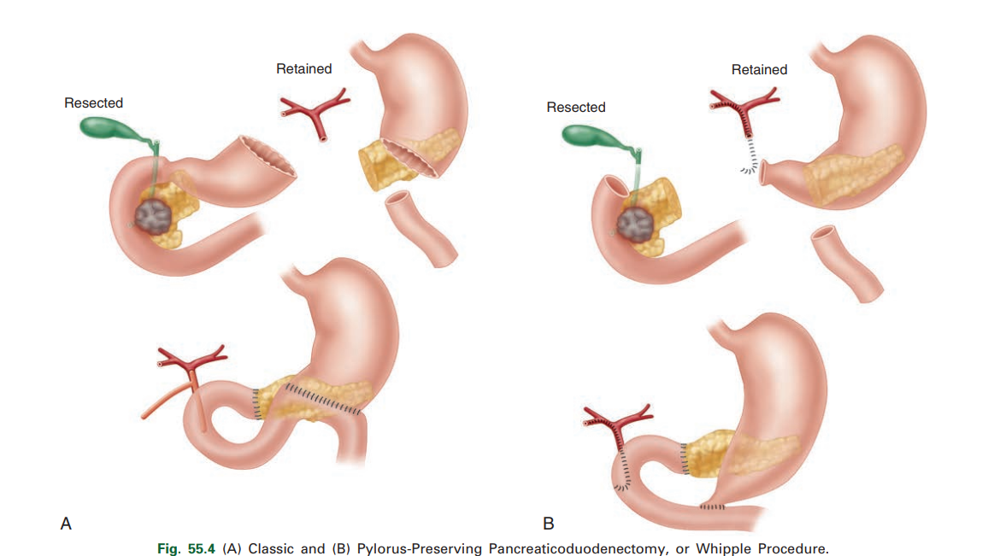 Retained
Resected
Retained
Resected
A
B
Fig. 55.4 (A) Classic and (B) Pylorus-Preserving Pancreaticoduodenectomy, or Whipple Procedure.